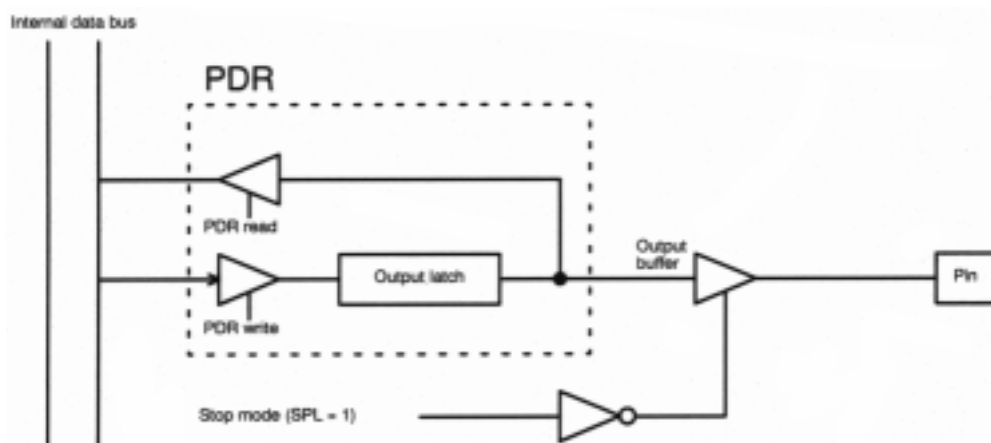 Internal data bus
PDR
PDR read
Output latch
PDR write
Output
buffer
Pin
Stop mode (SPL = 1)